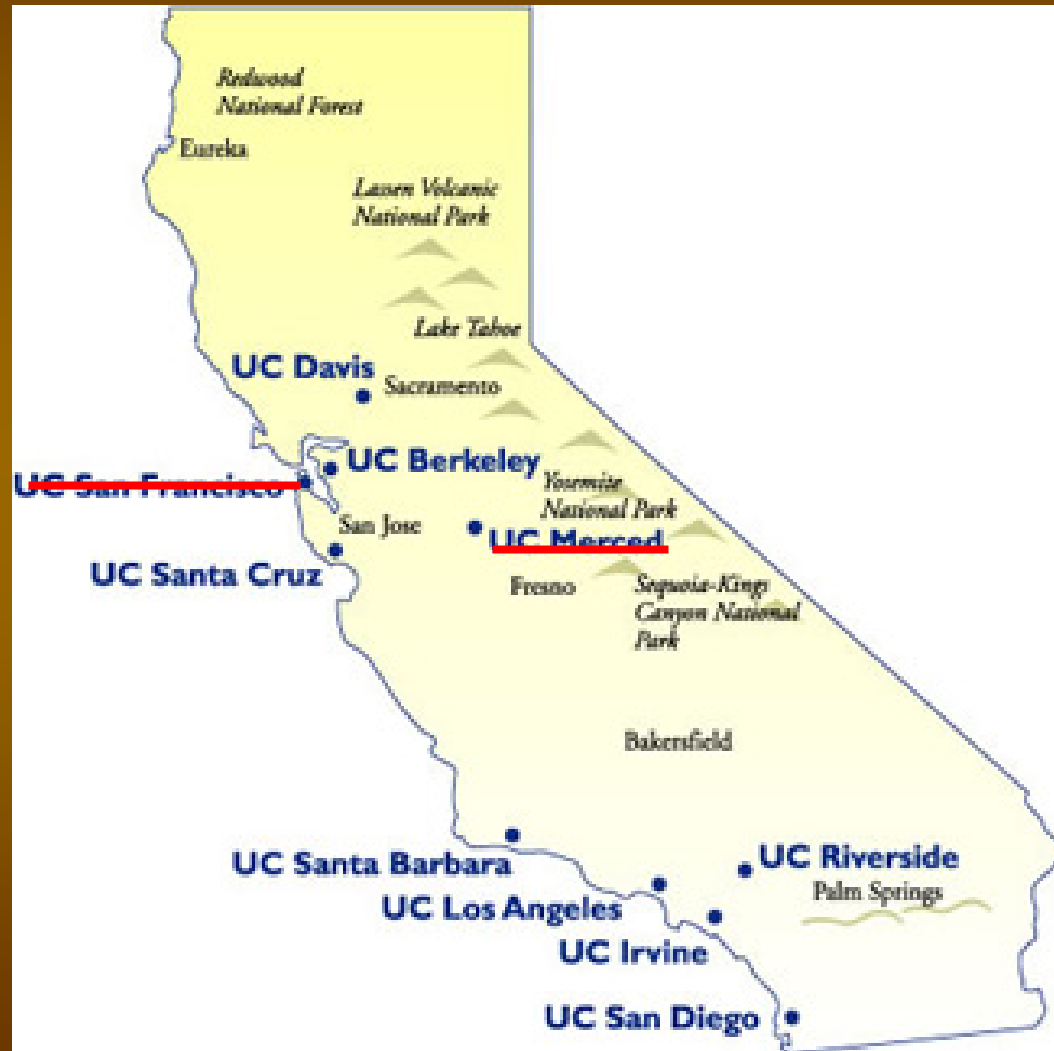 Redwood
National Forest
Eureka
Lassen Volcanic
National Park
Lake Tahoe
UC Davis
Sacramento
UC Berkeley
UC San Francisco
Yosemite
National Park
San Jose
UC Merced
UC Santa Cruz
Fresno
Sequoia-Kings
Canyon National
Park
Bakersfield
UC Santa Barbara
UC Riverside
Palm Springs
UC Los Angeles
UC Irvine
UC San Diego